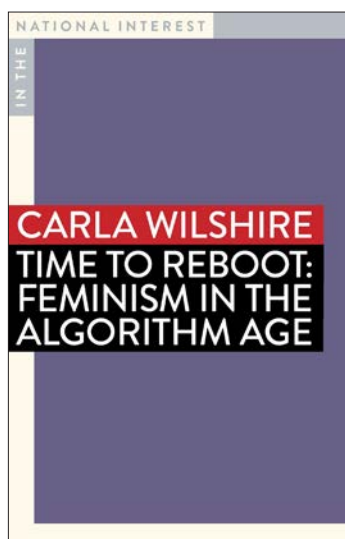 IN THE
NATIONAL INTEREST
CARLA WILSHIRE
TIME TO REBOOT:
FEMINISM IN THE
ALGORITHM AGE